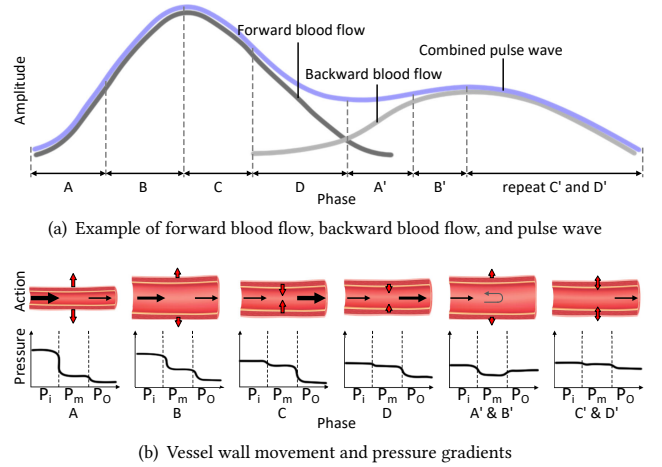 Forward blood flow
Combined pulse wave
Backward blood flow
Amplitude
A B C D A' B' repeat C' and D'
Phase
(a) Example of forward blood flow, backward blood flow, and pulse wave
Action
Pressure
Pi Pm PO Pi Pm PO Pi Pm PO Pi Pm PO Pi Pm PO Pi Pm PO
A B C D A' & B' C' & D'
Phase
(b) Vessel wall movement and pressure gradients